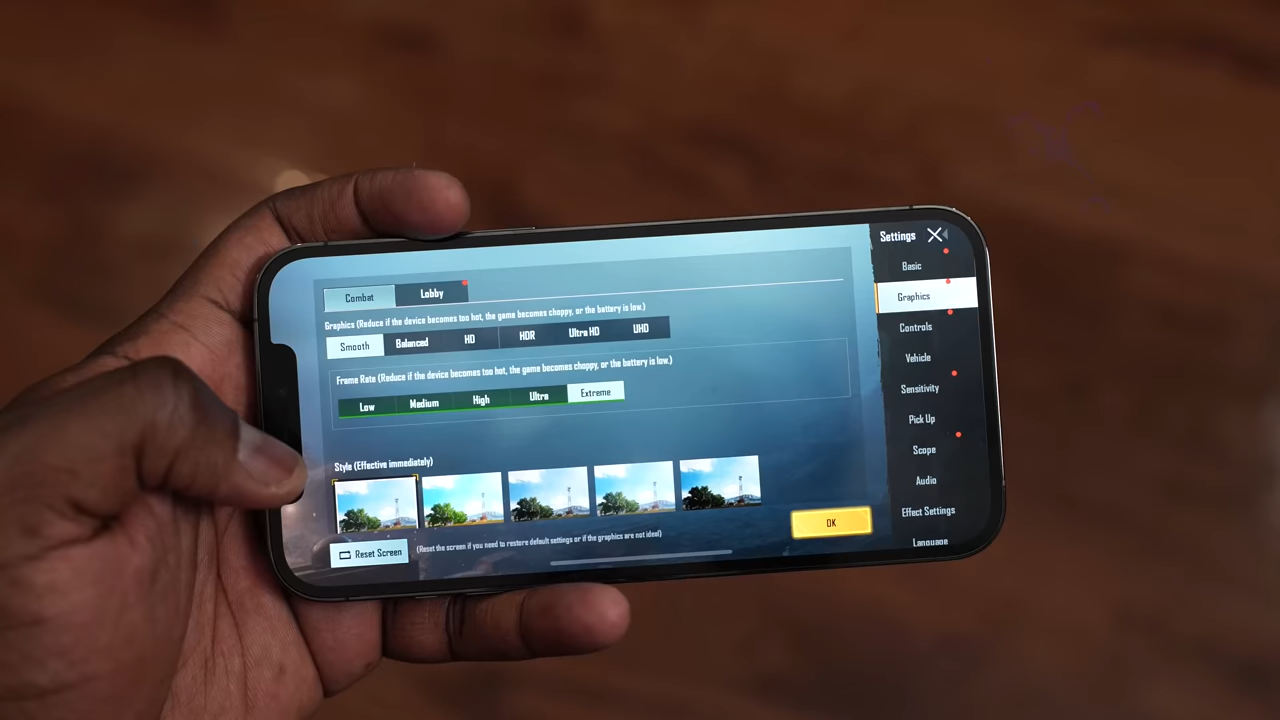 Settings
Combat
Lobby
Graphics (Reduce if the device becomes too hot, the game becomes choppy, or the battery is low.)
Smooth
Balanced
HD
HDR
Ultra HD
UHD
Frame Rate (Reduce if the device becomes too hot, the game becomes choppy, or the battery is low.)
Low
Medium
High
Ultra
Extreme
Style (Effective immediately)
Reset Screen
(Reset the screen if you need to restore default settings or if the graphics are not ideal)
OK
Basic
Graphics
Controls
Vehicle
Sensitivity
Pick Up
Scope
Audio
Effect Settings
Language